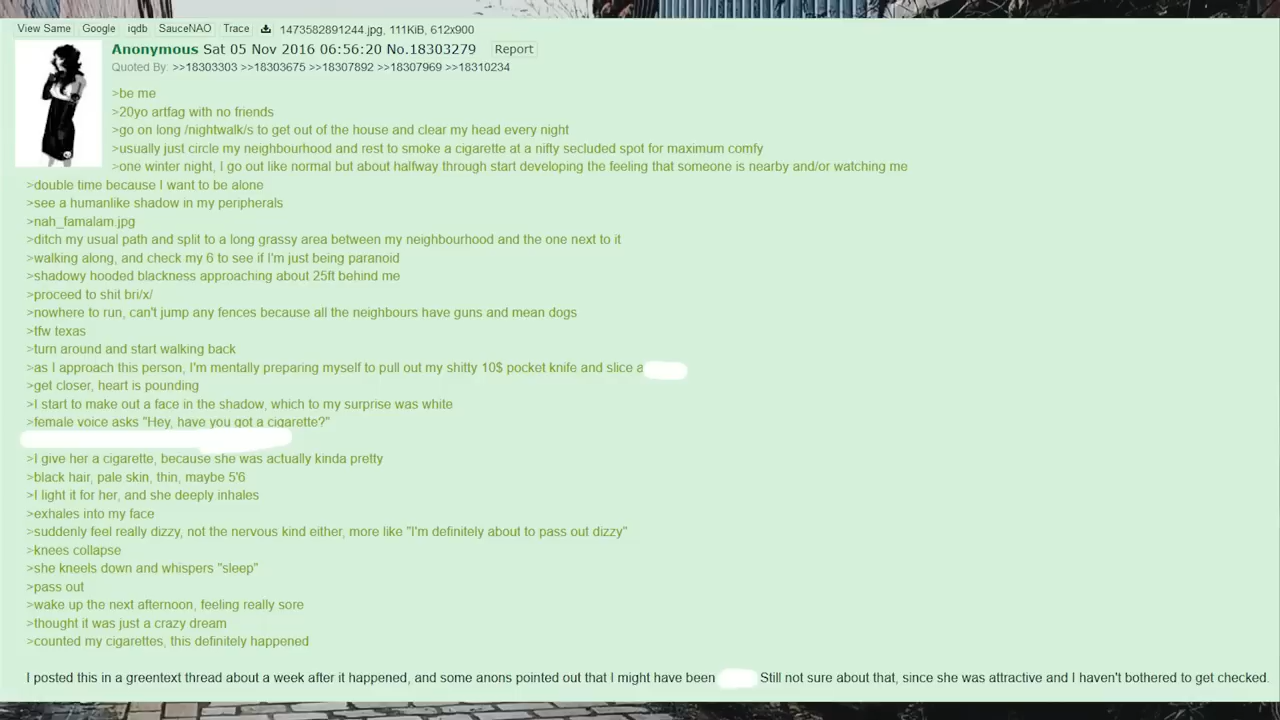 View Same Google iqdb SauceNAO Trace 1473582891244.jpg, 111KiB, 612x900
Anonymous Sat 05 Nov 2016 06:56:20 No.18303279 Report
Quoted By: >>18303303 >>18303675 >>18307892 >>18307969 >>18310234
>be me
>20yo artfag with no friends
>go on long /nightwalk/s to get out of the house and clear my head every night
>usually just circle my neighbourhood and rest to smoke a cigarette at a nifty secluded spot for maximum comfy
>one winter night, I go out like normal but about halfway through start developing the feeling that someone is nearby and/or watching me
>double time because I want to be alone
>see a humanlike shadow in my peripherals
>nah_famalam.jpg
>ditch my usual path and split to a long grassy area between my neighbourhood and the one next to it
>walking along, and check my 6 to see if I'm just being paranoid
>shadowy hooded blackness approaching about 25ft behind me
>proceed to shit bri/x/
>nowhere to run, can't jump any fences because all the neighbours have guns and mean dogs
>tfw texas
>turn around and start walking back
>as I approach this person, I'm mentally preparing myself to pull out my shitty 10$ pocket knife and slice a
>get closer, heart is pounding
>I start to make out a face in the shadow, which to my surprise was white
>female voice asks "Hey, have you got a cigarette?"
>I give her a cigarette, because she was actually kinda pretty
>black hair, pale skin, thin, maybe 5'6
>I light it for her, and she deeply inhales
>exhales into my face
>suddenly feel really dizzy, not the nervous kind either, more like "I'm definitely about to pass out dizzy"
>knees collapse
>she kneels down and whispers "sleep"
>pass out
>wake up the next afternoon, feeling really sore
>thought it was just a crazy dream
>counted my cigarettes, this definitely happened
I posted this in a greentext thread about a week after it happened, and some anons pointed out that I might have been Still not sure about that, since she was attractive and I haven't bothered to get checked.